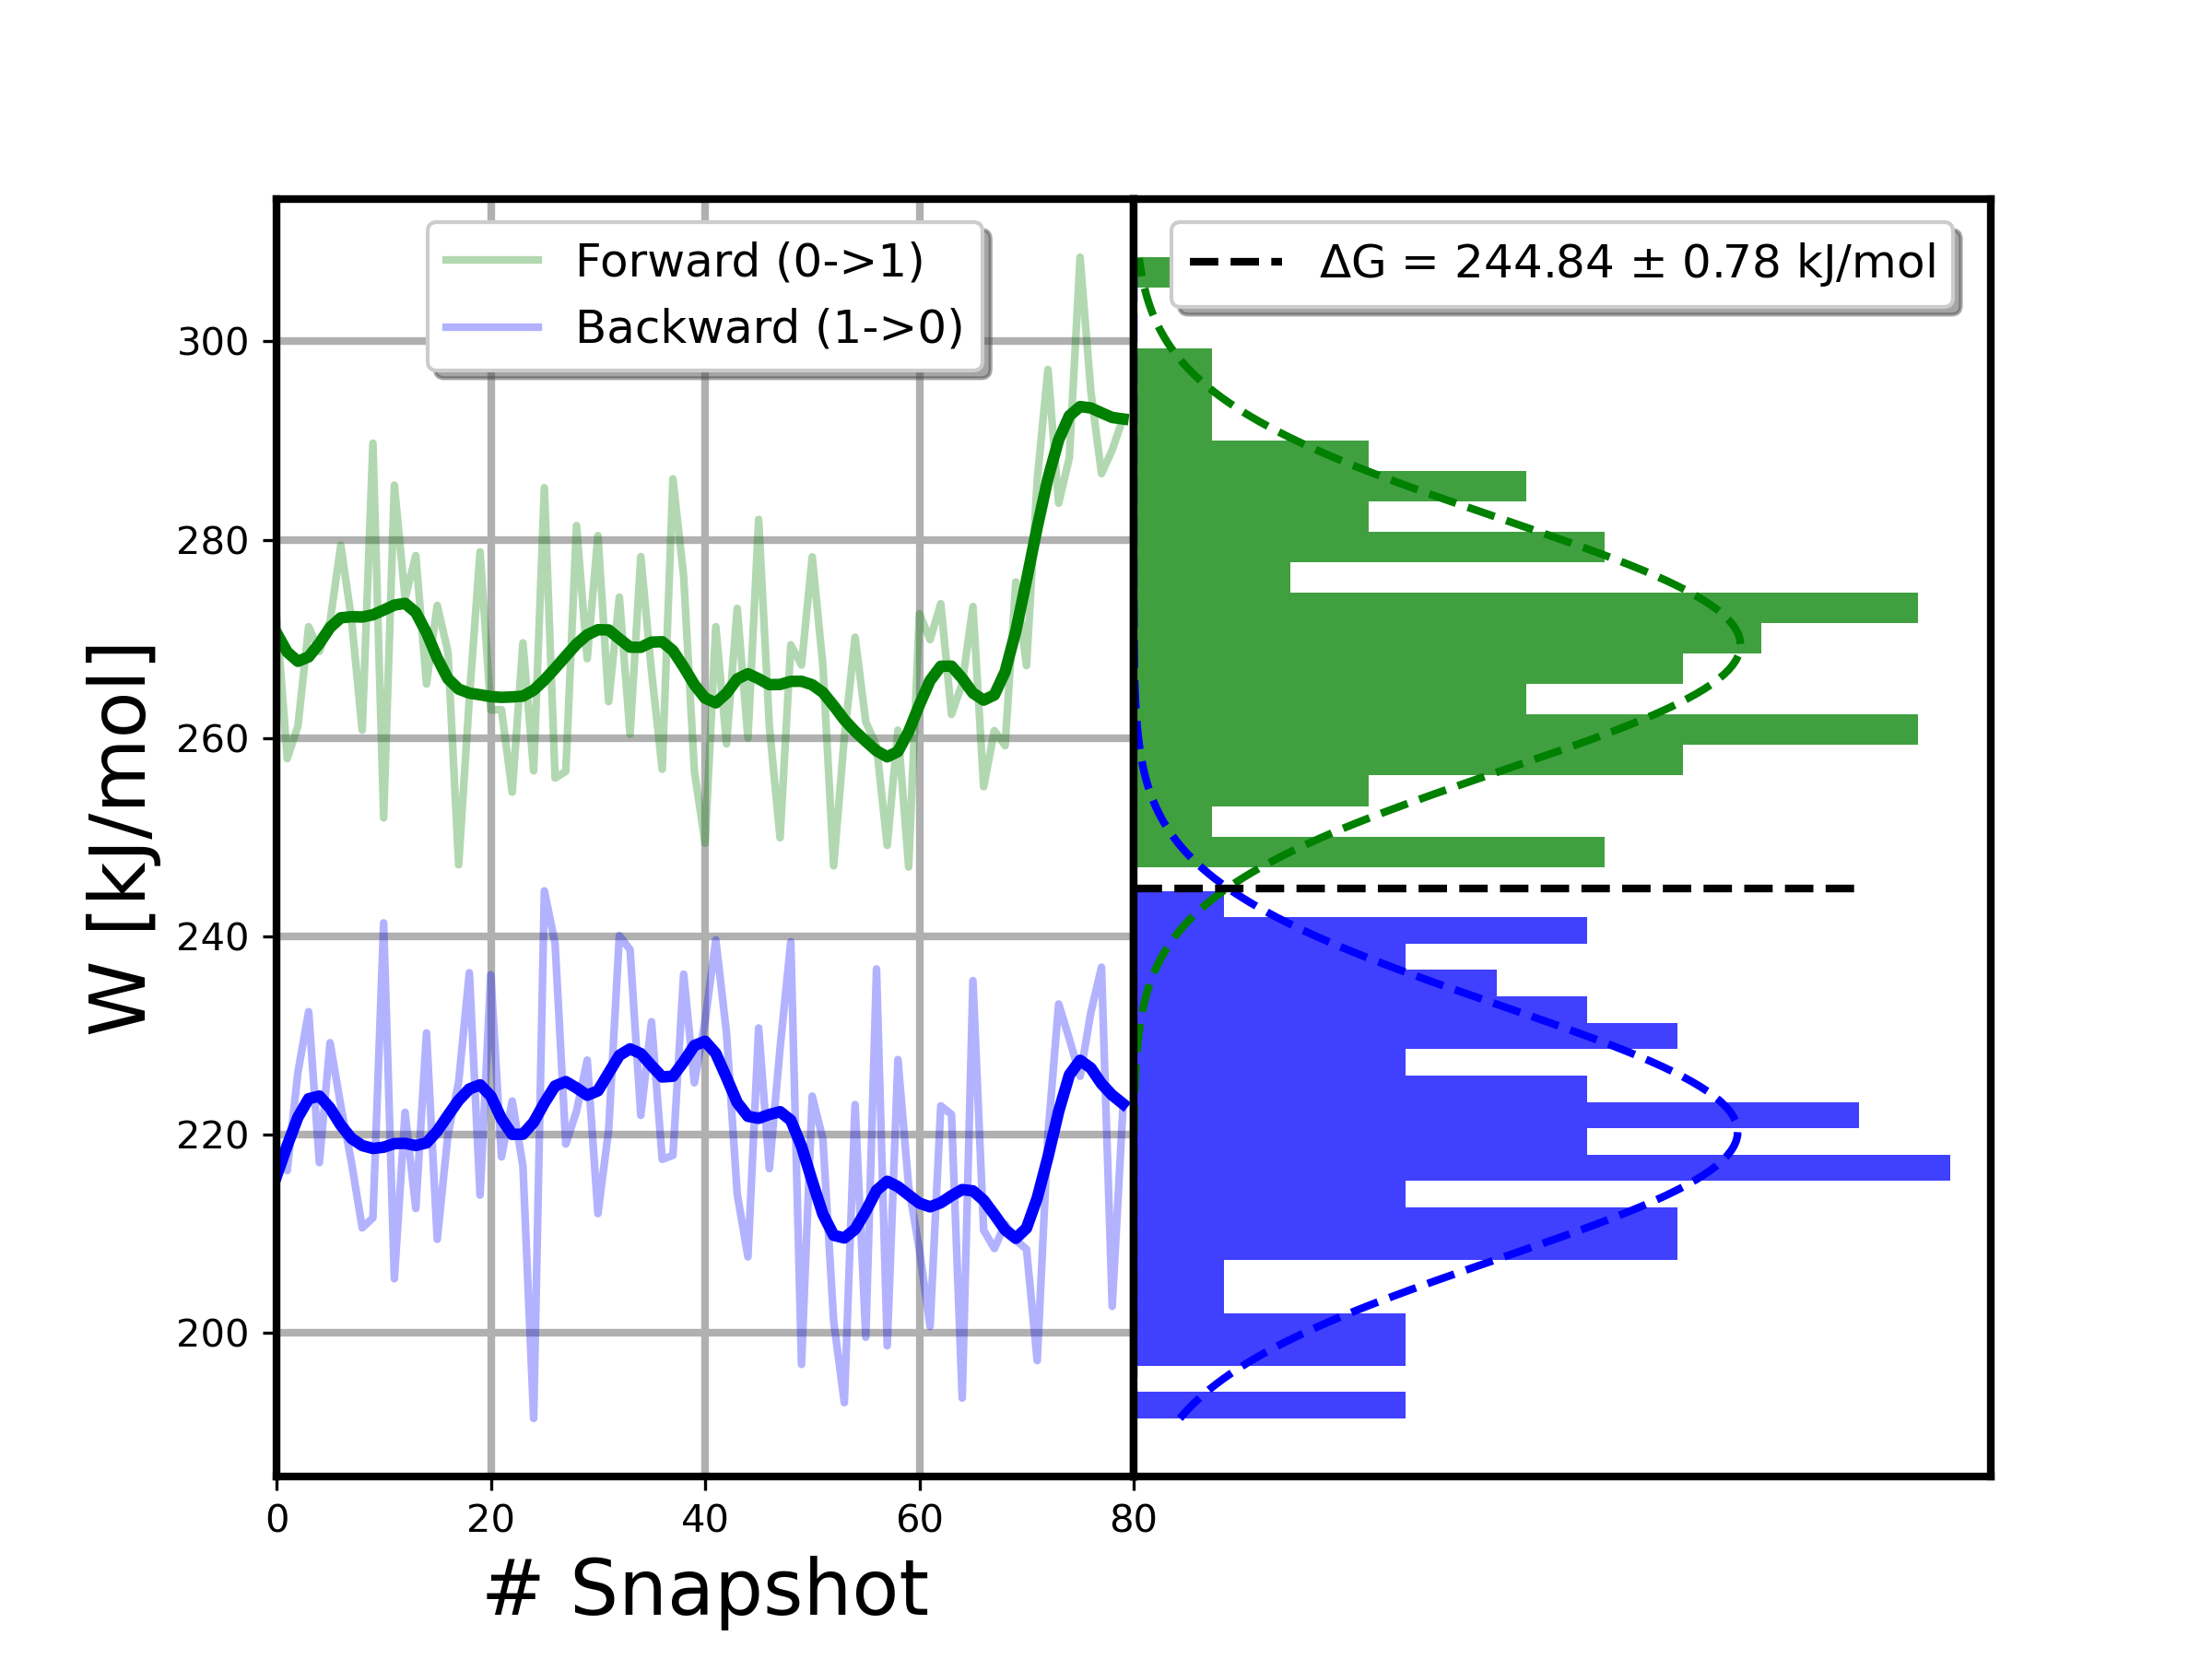 Forward (0->1)
Backward (1->0)
ΔG = 244.84 ± 0.78 kJ/mol
W [kJ/mol]
300
280
260
240
220
200
0 20 40 60 80
# Snapshot